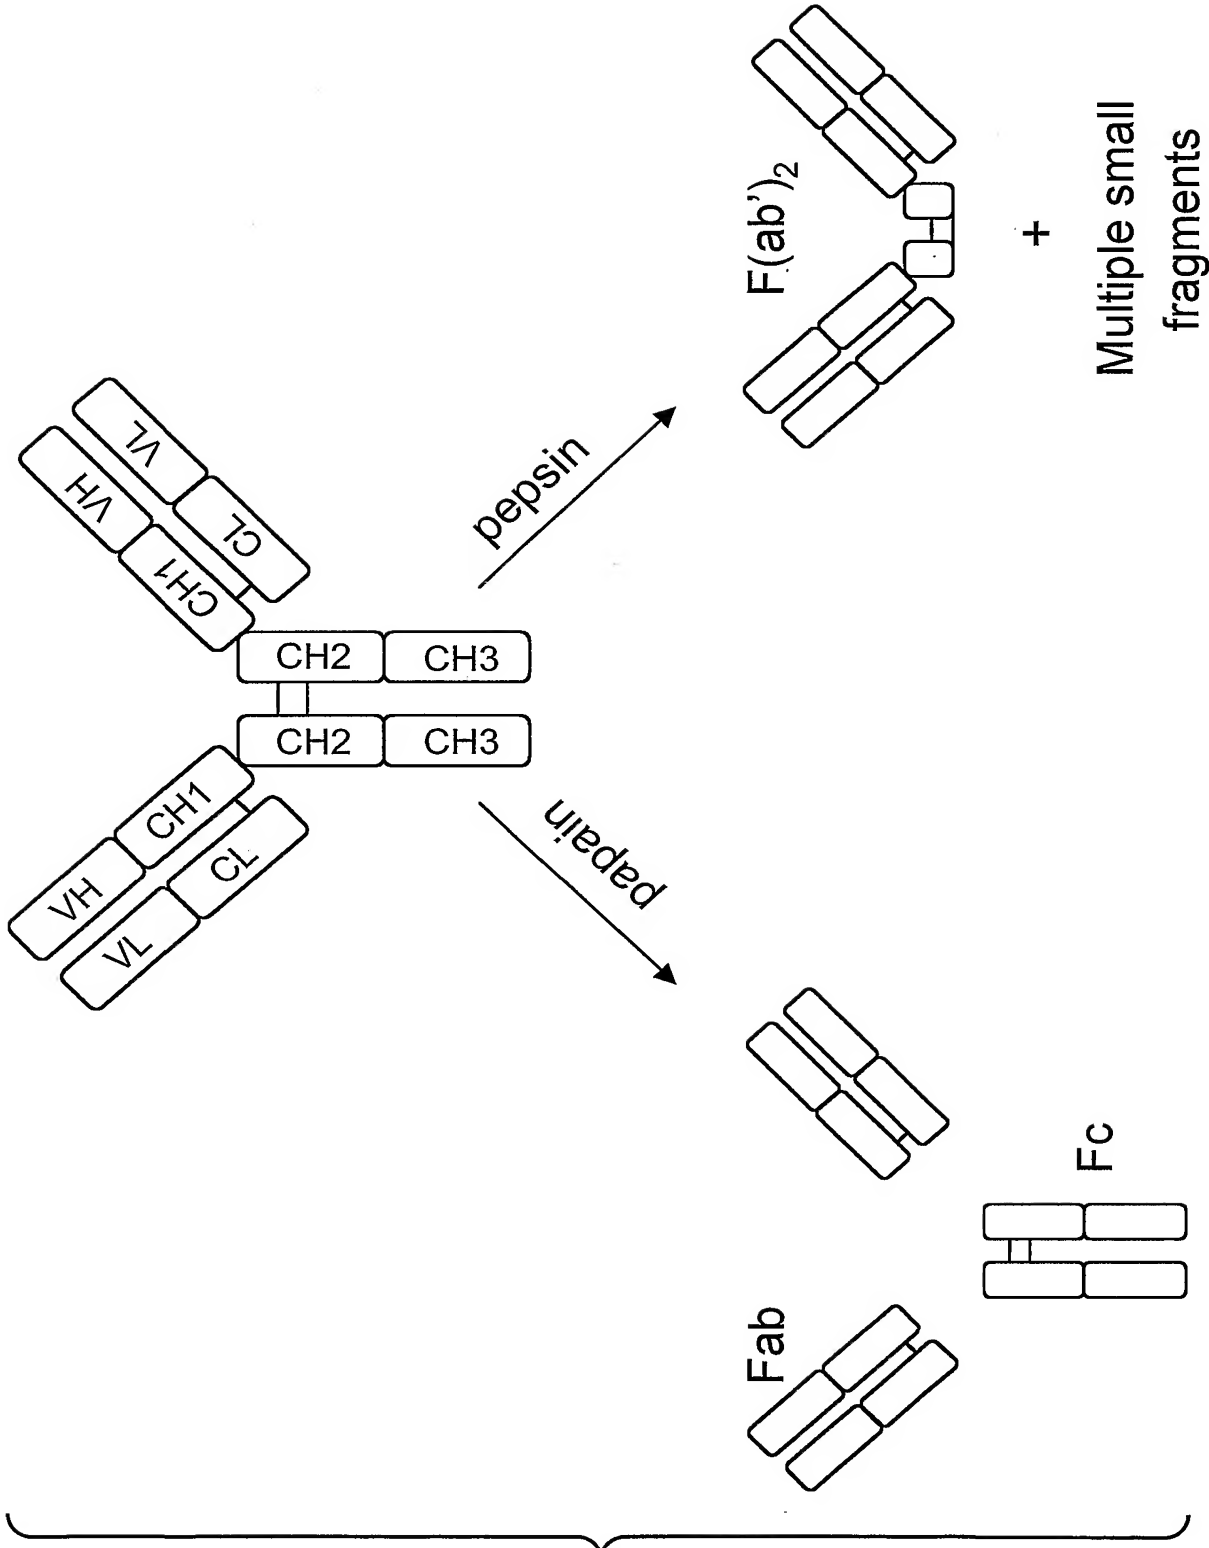 VH
CH1
VL
CL
VH
VL
CH1
CL
CH2
CH3
CH2
CH3
papain
pepsin
Fab
Fc
F(ab')2
+
Multiple small
fragments